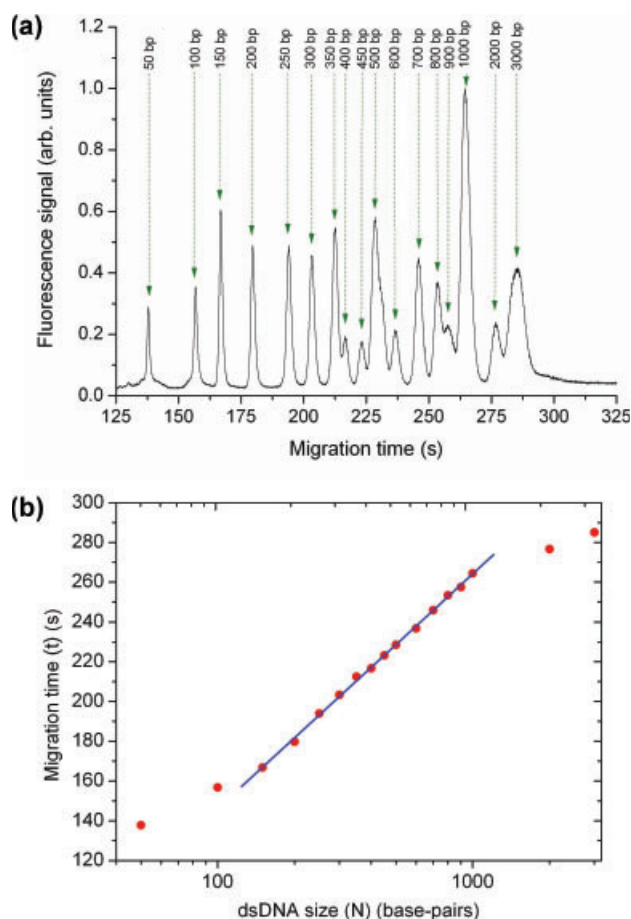 (a)
50 bp
100 bp
150 bp
200 bp
250 bp
300 bp
350 bp
400 bp
450 bp
500 bp
600 bp
700 bp
800 bp
900 bp
1000 bp
2000 bp
3000 bp
Fluorescence signal (arb. units)
1.2
1.0
0.8
0.6
0.4
0.2
0.0
125 150 175 200 225 250 275 300 325
Migration time (s)
(b)
Migration time (t) (s)
300
280
260
240
220
200
180
160
140
120
100 1000
dsDNA size (N) (base-pairs)